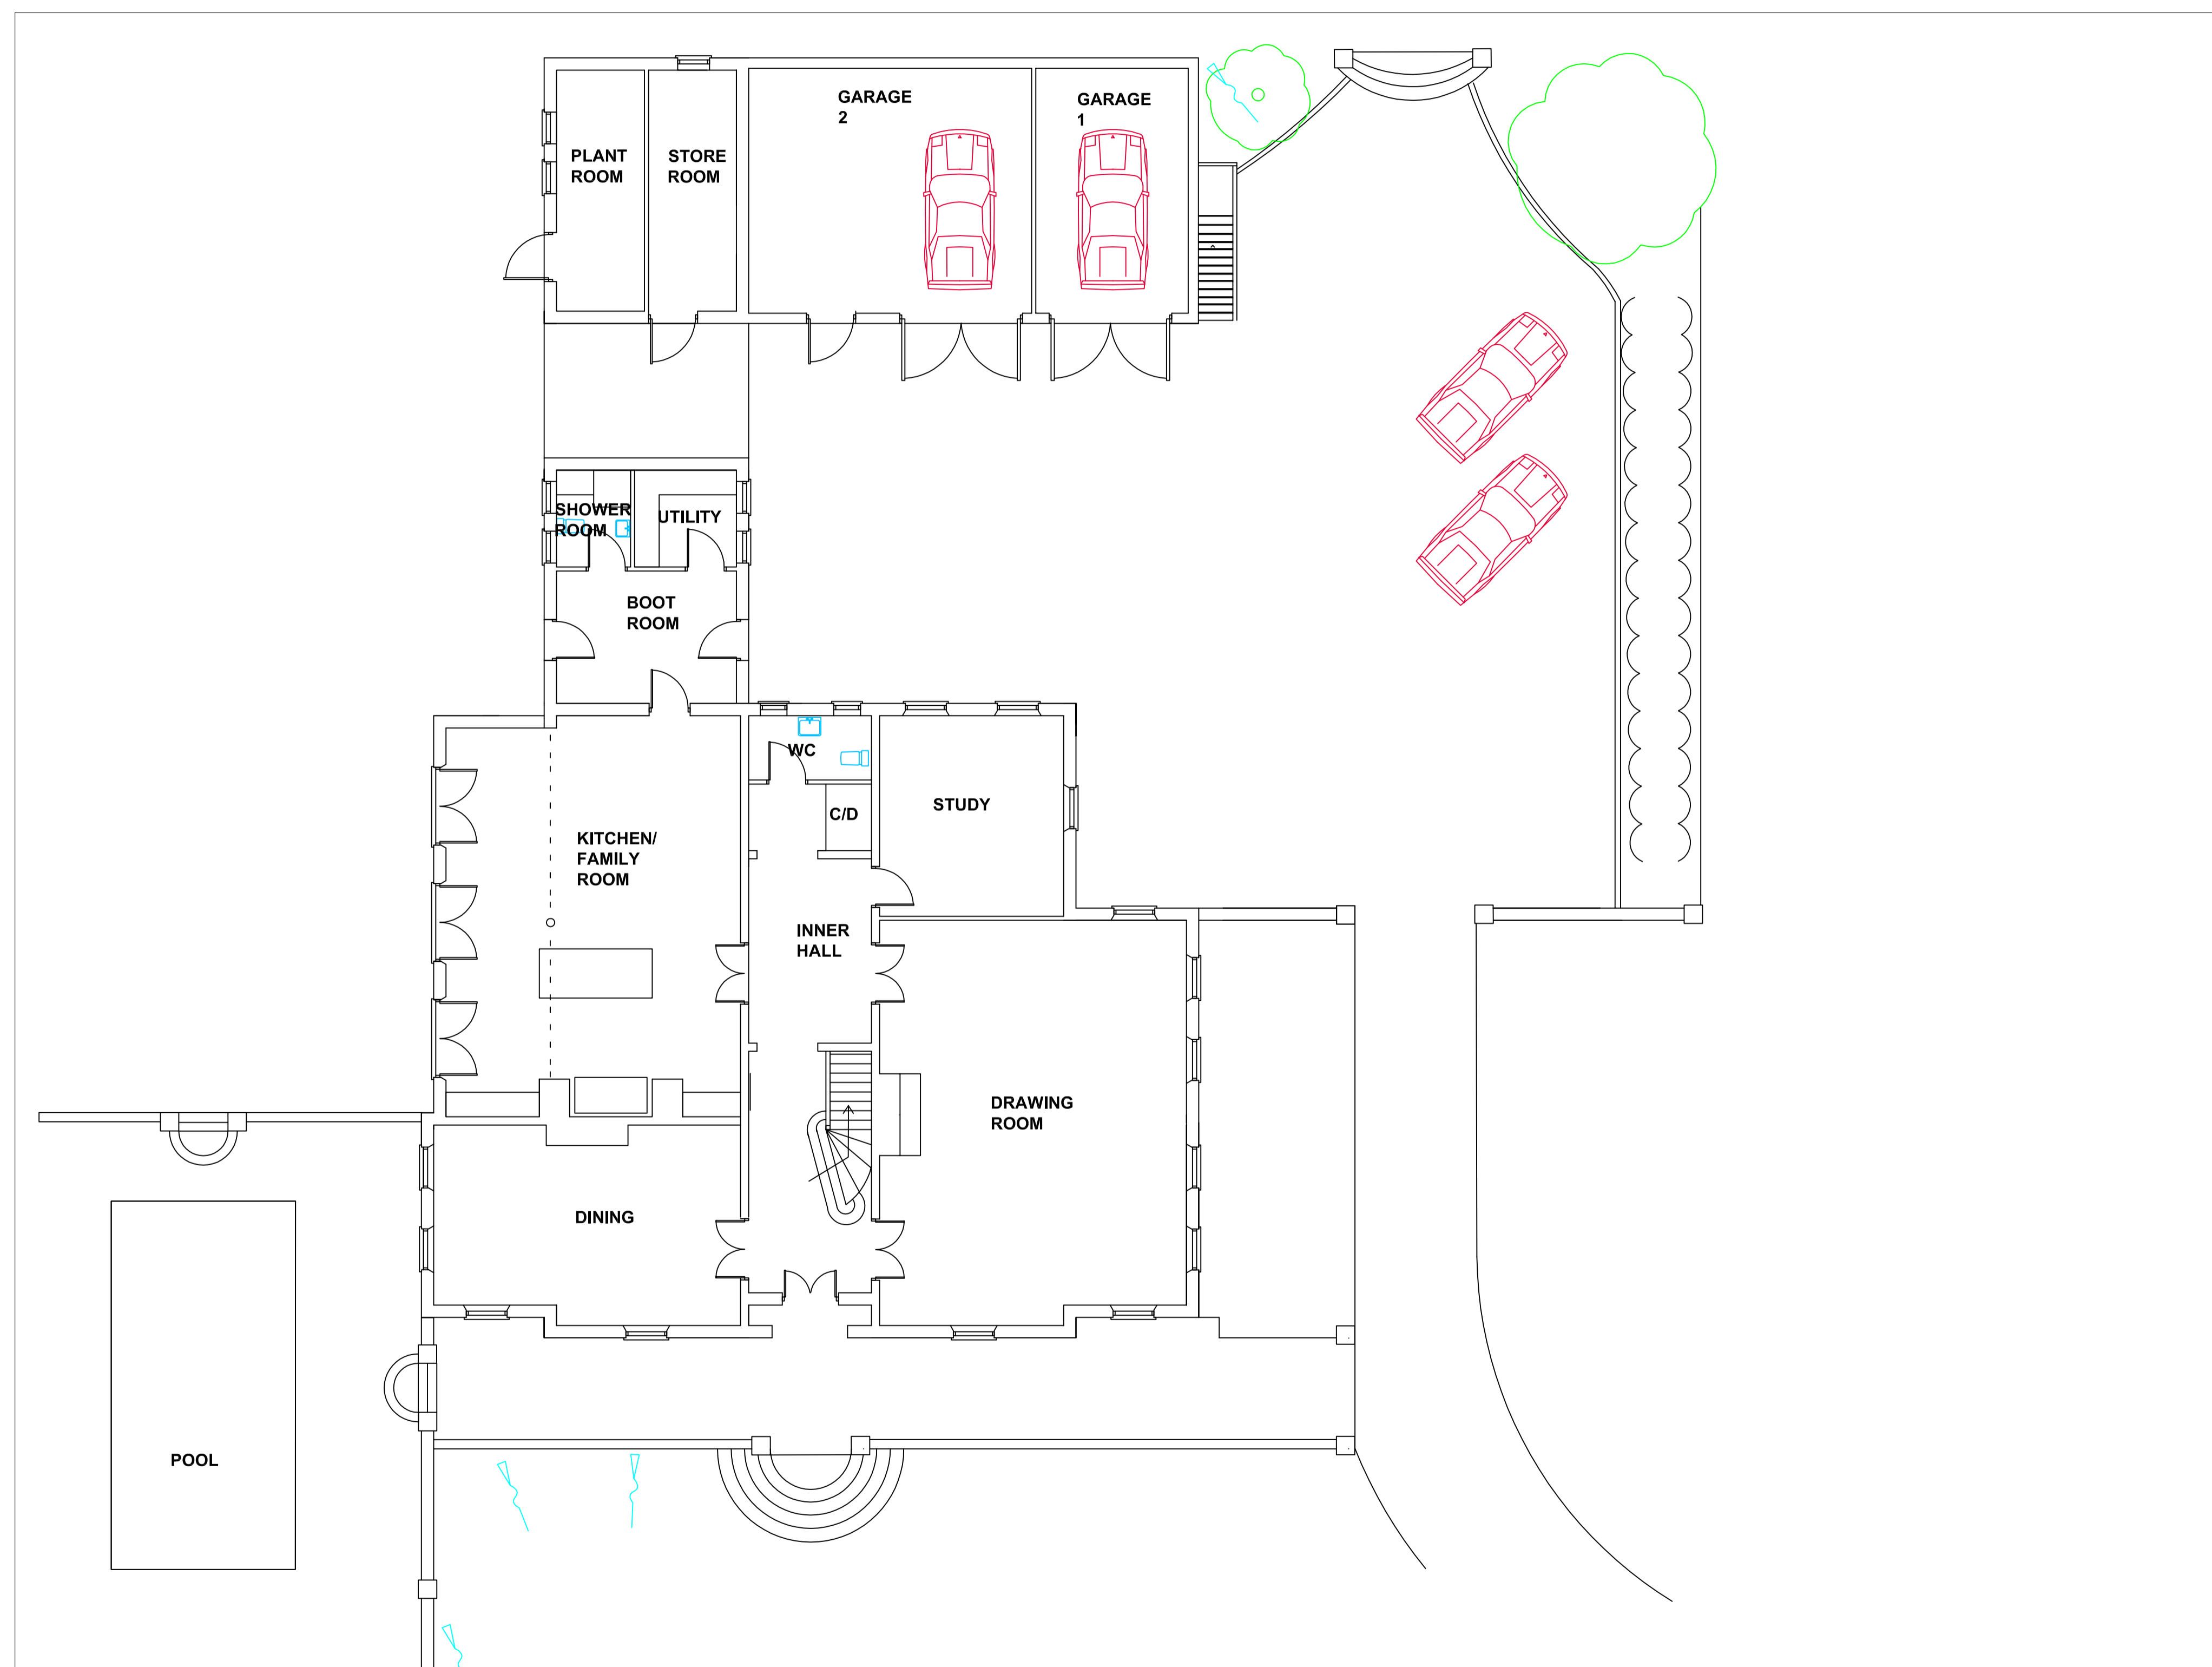 GARAGE
2
GARAGE
1
PLANT
ROOM
STORE
ROOM
SHOWER
ROOM
UTILITY
BOOT
ROOM
WC
C/D
STUDY
KITCHEN/
FAMILY
ROOM
INNER
HALL
DRAWING
ROOM
DINING
POOL